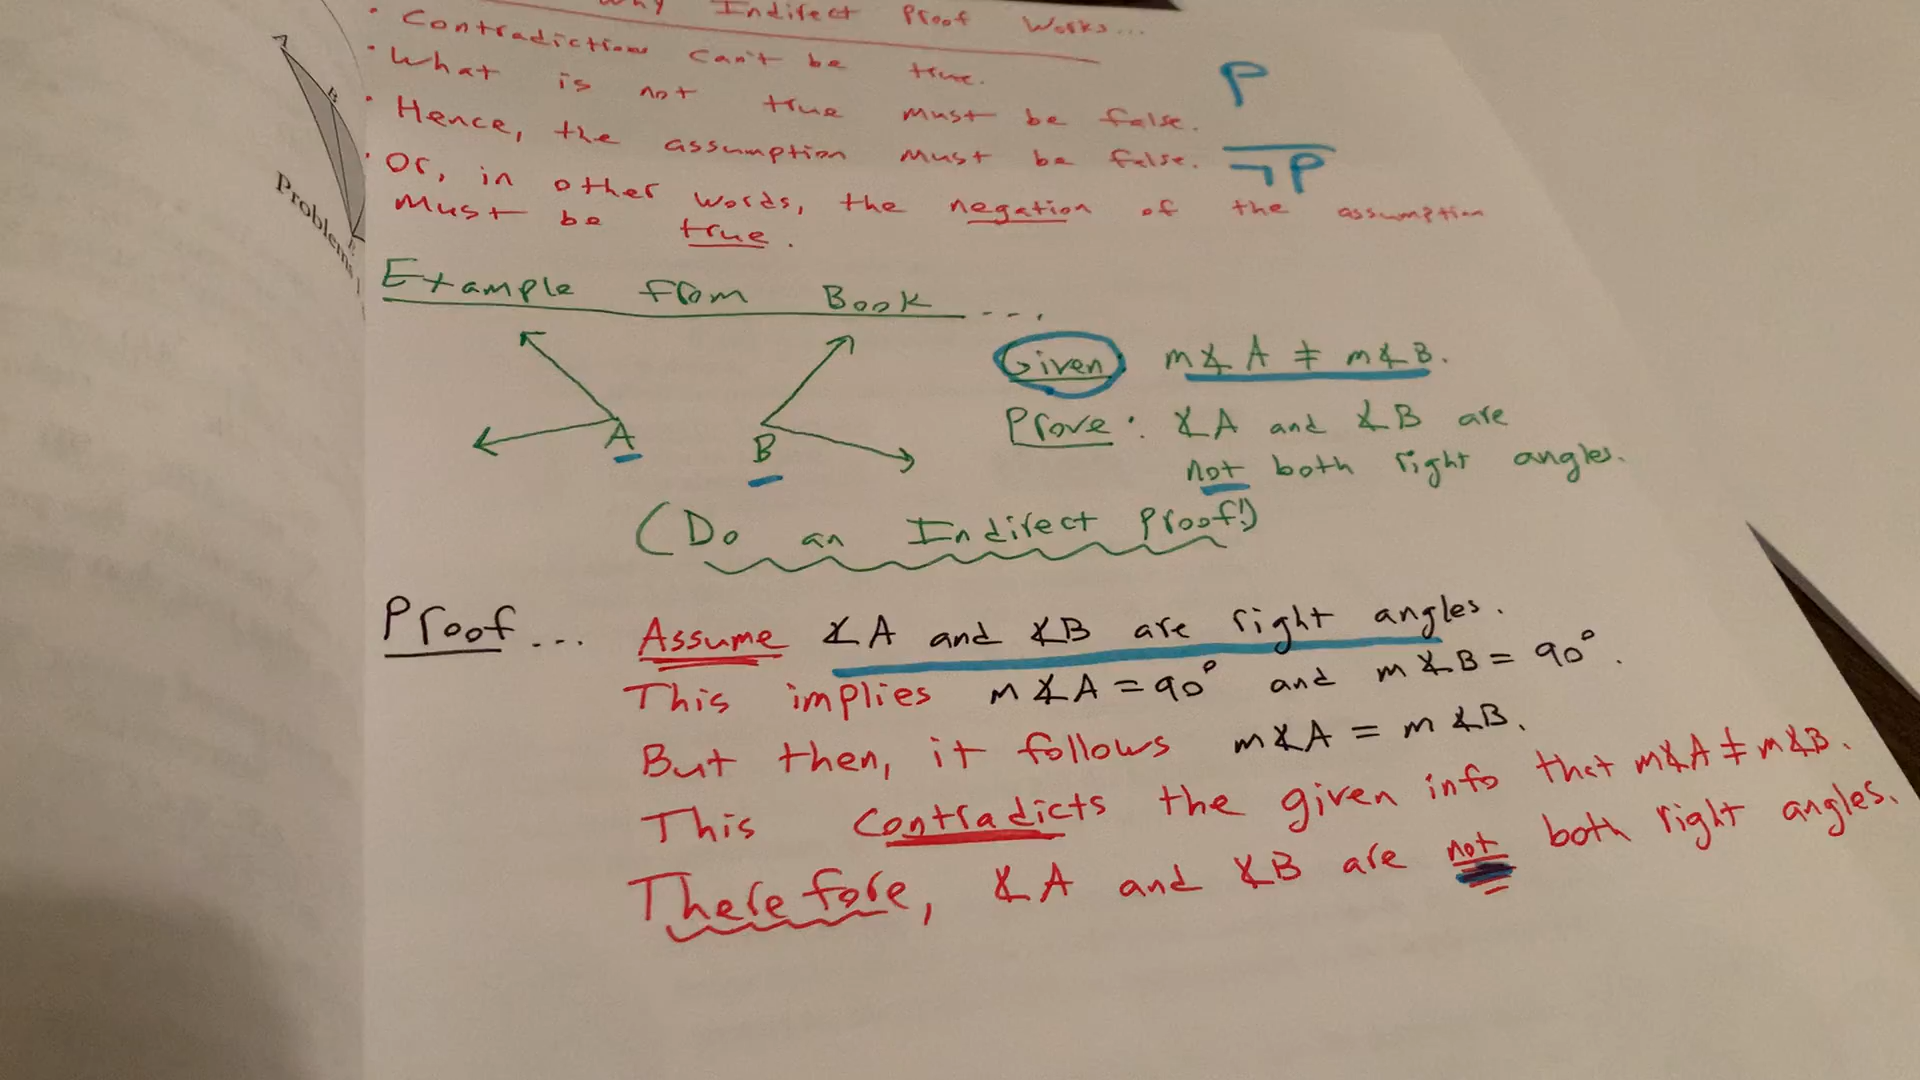 Why Indirect Proof Works...
• Contradictions can't be true.
• What is not true must be false.
• Hence, the assumption must be false.
• Or, in other words, the negation of the assumption
must be true.
P
¬P
Problems
Example from Book ...
A
B
Given m∡A ≠ m∡B.
Prove: ∡A and ∡B are
not both right angles.
(Do an Indirect Proof!)
Proof... Assume ∡A and ∡B are right angles.
This implies m∡A = 90° and m∡B = 90°.
But then, it follows m∡A = m∡B.
This contradicts the given info that m∡A ≠ m∡B.
Therefore, ∡A and ∡B are not both right angles.